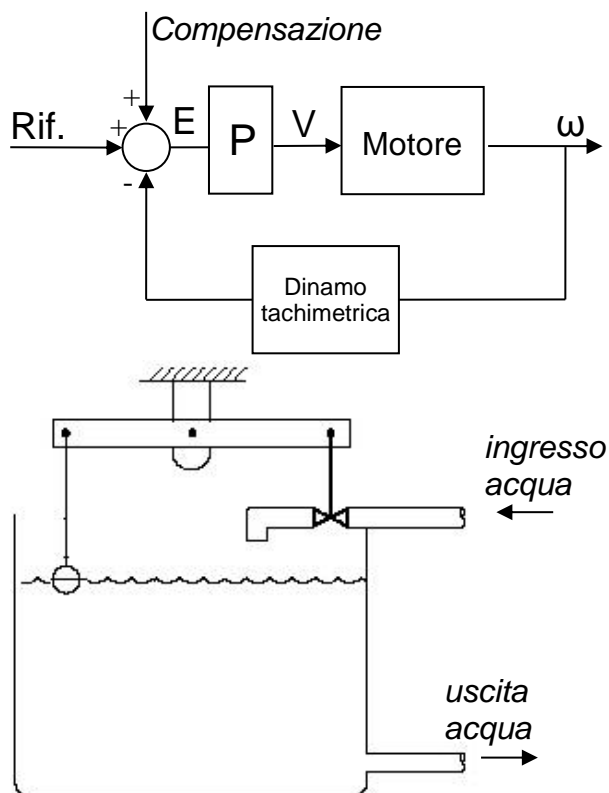 Compensazione
+
Rif.
+
E
P
V
Motore
ω
-
Dinamo
tachimetrica
ingresso
acqua
uscita
acqua